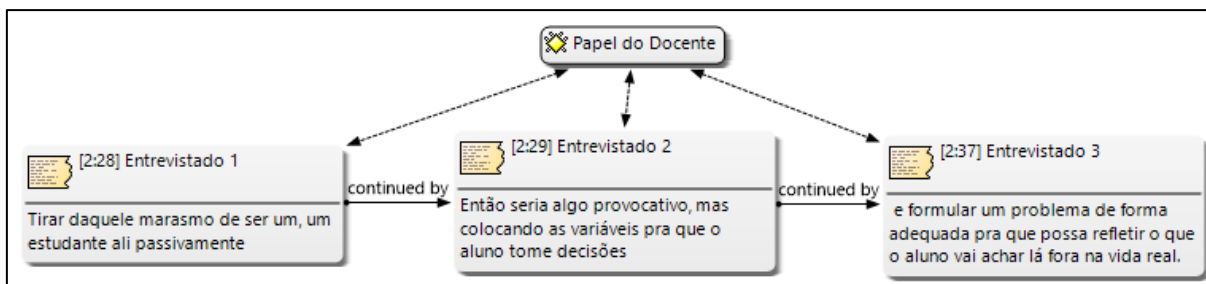 Papel do Docente
[2:28] Entrevistado 1
Tirar daquele marasmo de ser um, um
estudante ali passivamente
continued by
[2:29] Entrevistado 2
Então seria algo provocativo, mas
colocando as variáveis pra que o
aluno tome decisões
continued by
[2:37] Entrevistado 3
e formular um problema de forma
adequada pra que possa refletir o que
o aluno vai achar lá fora na vida real.